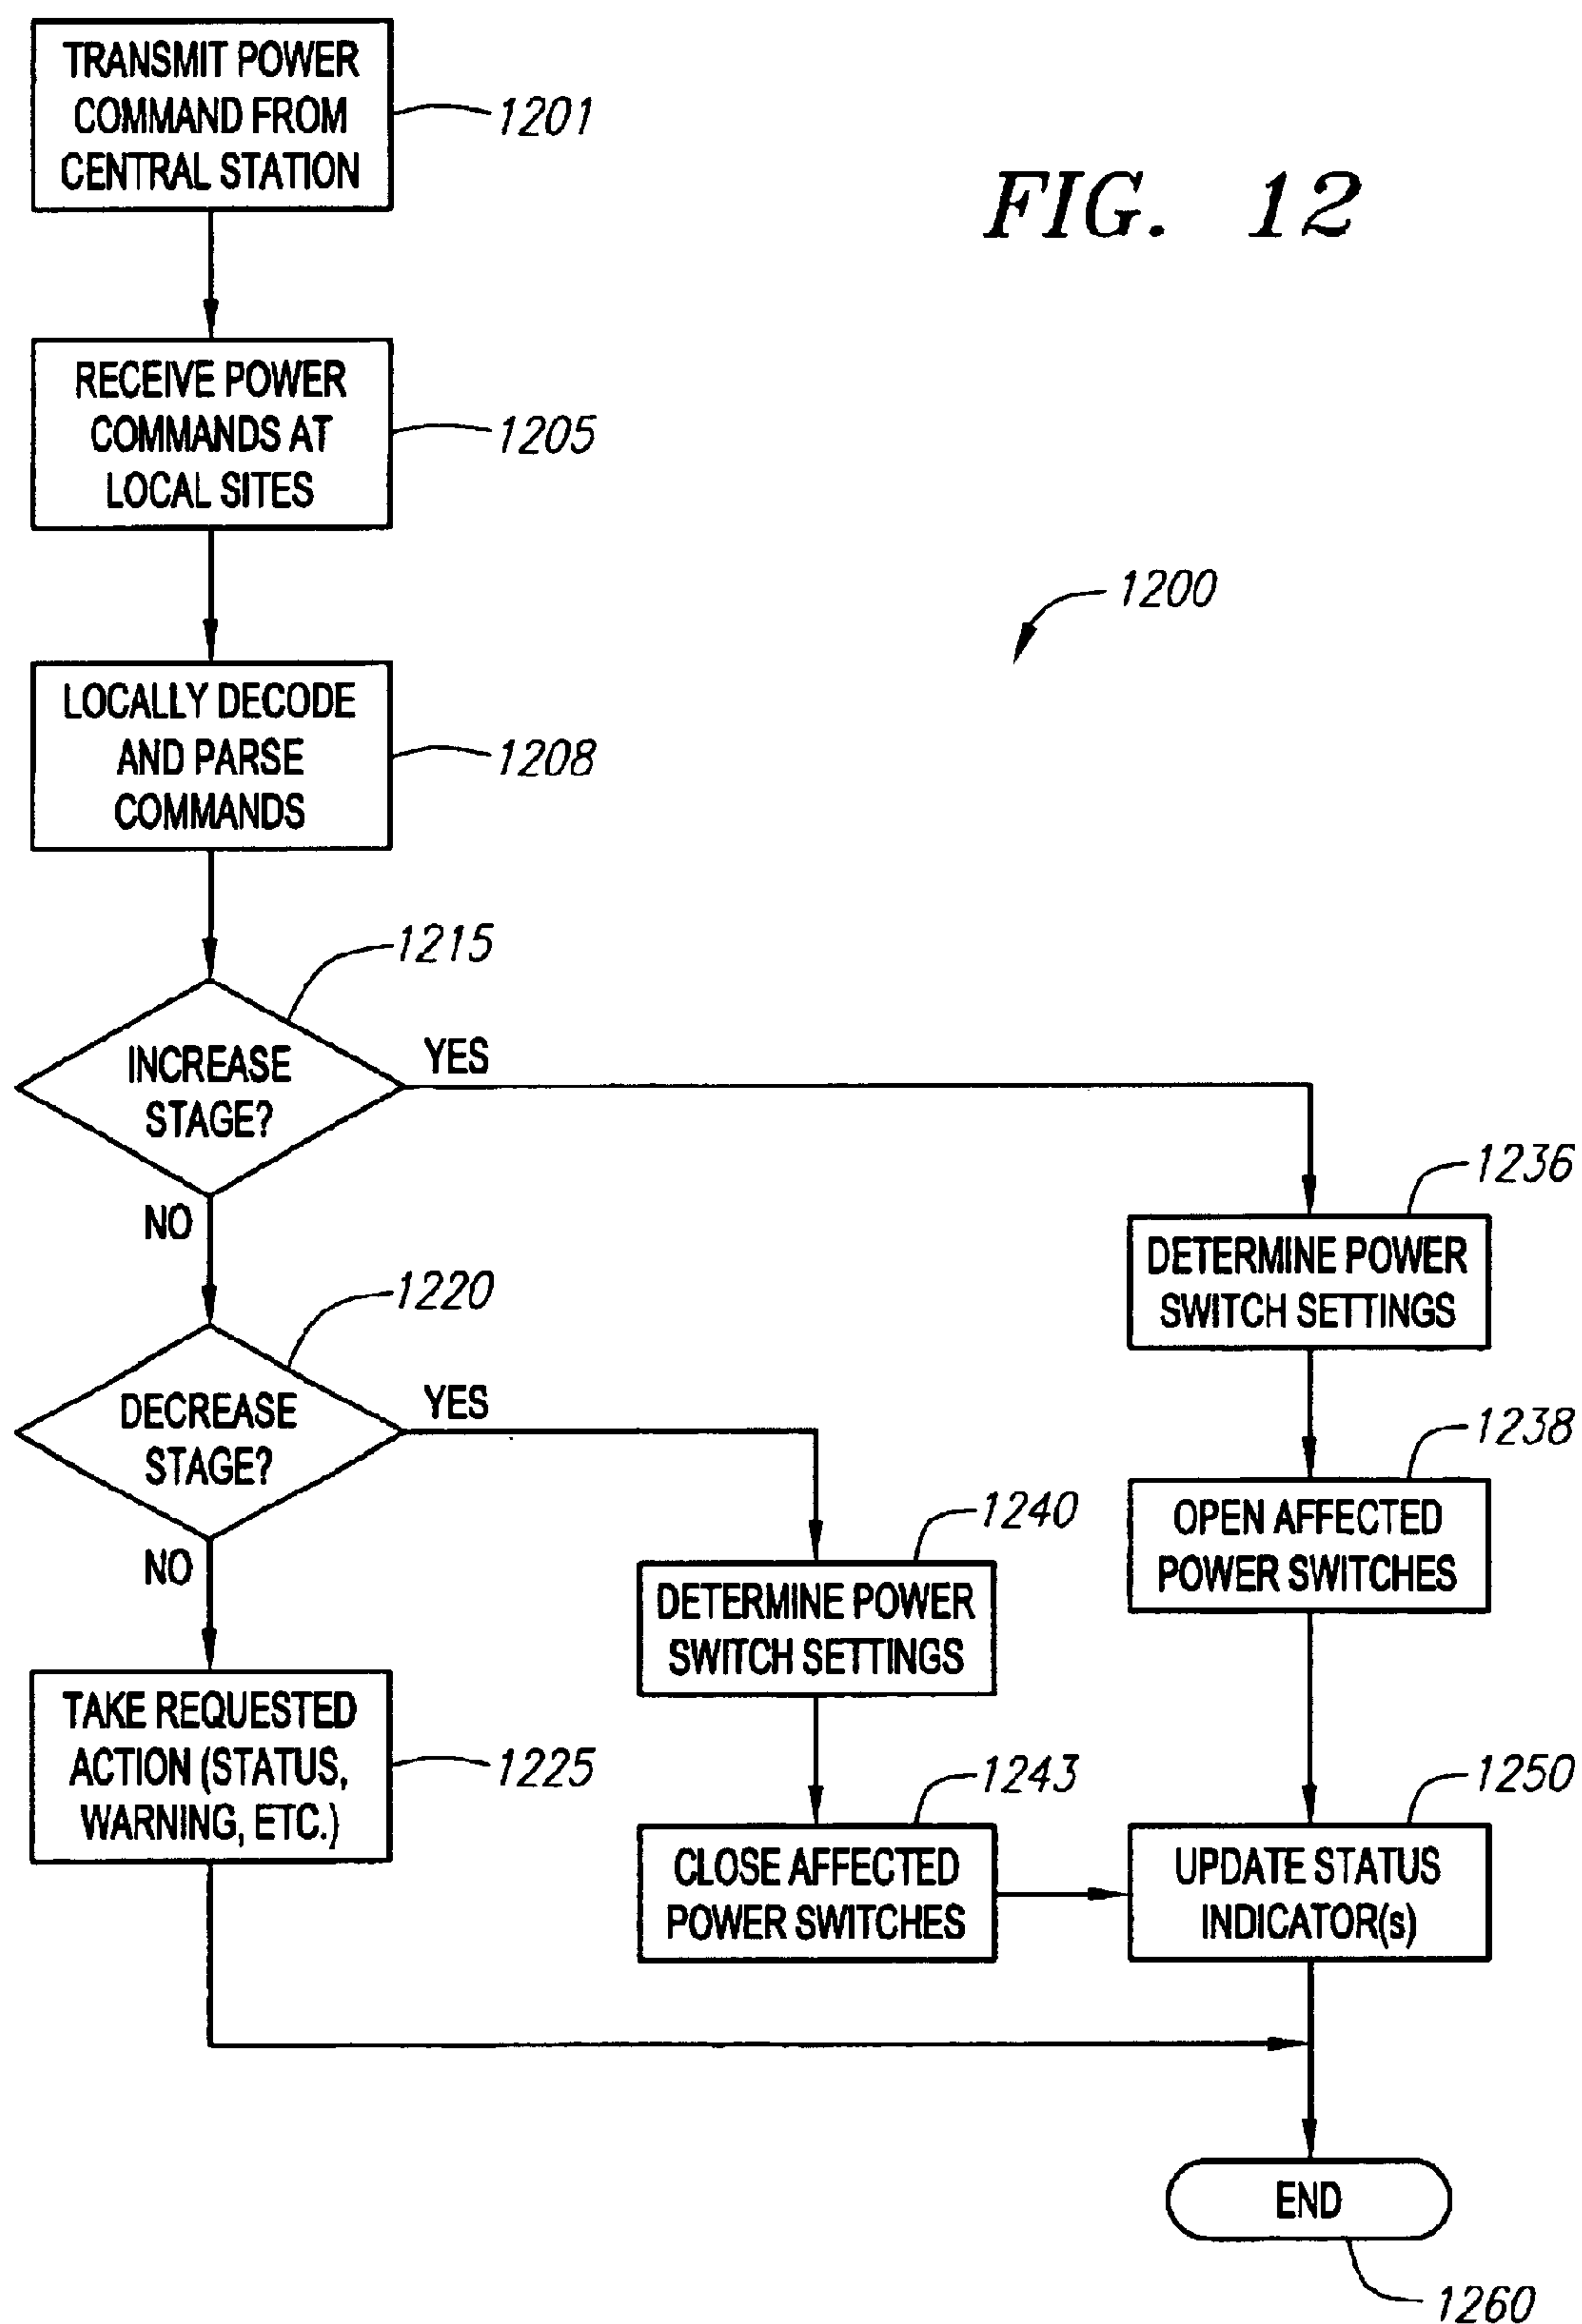 TRANSMIT POWER
COMMAND FROM
CENTRAL STATION
1201
FIG. 12
RECEIVE POWER
COMMANDS AT
LOCAL SITES
1205
1200
LOCALLY DECODE
AND PARSE
COMMANDS
1208
1215
INCREASE
STAGE?
YES
NO
1236
DETERMINE POWER
SWITCH SETTINGS
1220
DECREASE
STAGE?
YES
NO
1238
OPEN AFFECTED
POWER SWITCHES
1240
DETERMINE POWER
SWITCH SETTINGS
TAKE REQUESTED
ACTION (STATUS,
WARNING, ETC.)
1225
1243
CLOSE AFFECTED
POWER SWITCHES
1250
UPDATE STATUS
INDICATOR(s)
END
1260